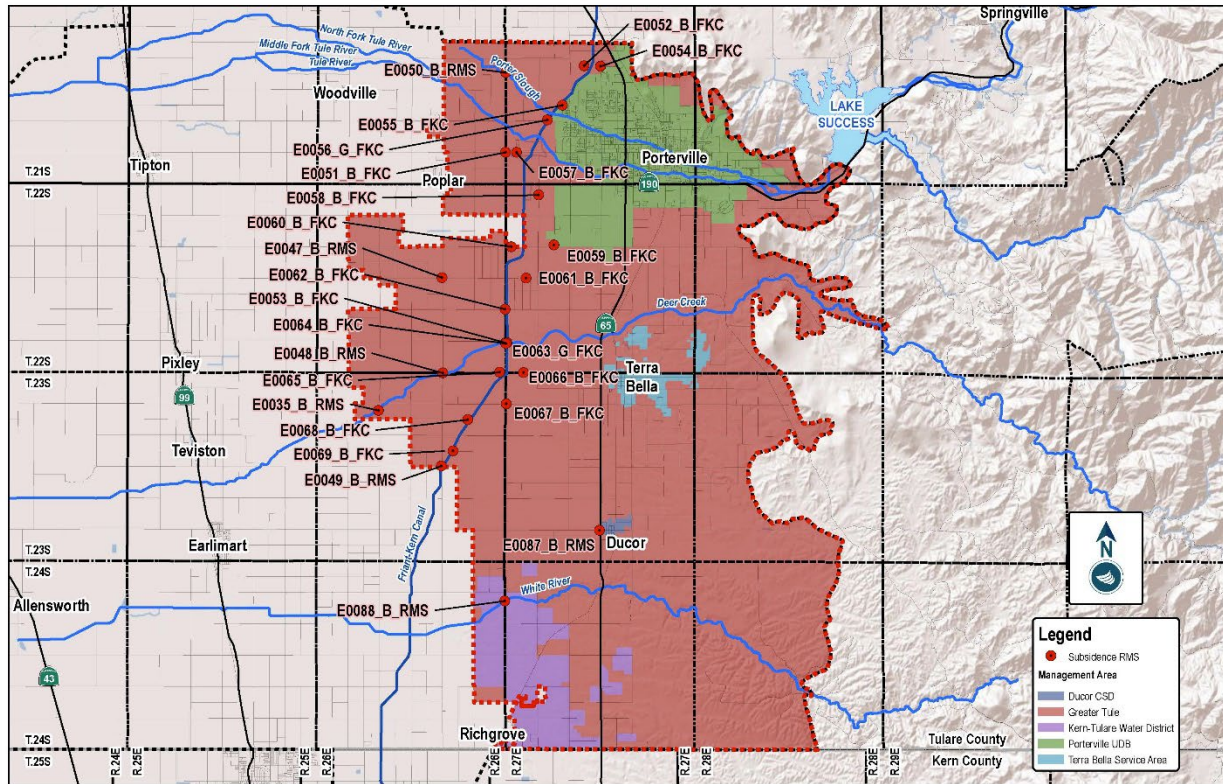 Springville
E0052_B_FKC
North Fork Tule River
E0054_B_FKC
Middle Fork Tule River
Tule River
E0050_B_RMS
Porter Slough
Woodville
LAKE
SUCCESS
E0055_B_FKC
E0056_G_FKC
Porterville
Tipton
E0051_B_FKC
E0057_B_FKC
T.21S
T.22S
Poplar
190
E0058_B_FKC
E0060_B_FKC
E0047_B_RMS
E0059_B_FKC
E0062_B_FKC
E0061_B_FKC
E0053_B_FKC
Deer Creek
E0064_B_FKC
65
E0063_G_FKC
E0048_B_RMS
Pixley
T.22S
T.23S
Terra
Bella
E0065_B_FKC
E0066_B_FKC
99
E0035_B_RMS
E0067_B_FKC
E0068_B_FKC
Teviston
E0069_B_FKC
E0049_B_RMS
Friant-Kern Canal
N
Earlimart
E0087_B_RMS
Ducor
T.23S
T.24S
White River
Allensworth
E0088_B_RMS
43
Legend
Subsidence RMS
Management Area
Ducor CSD
Greater Tule
Kern-Tulare Water District
Porterville UDB
Terra Bella Service Area
Richgrove
Tulare County
Kern County
T.24S
T.25S
R.24E
R.25E
R.25E
R.26E
R.26E
R.27E
R.27E
R.28E
R.28E
R.29E